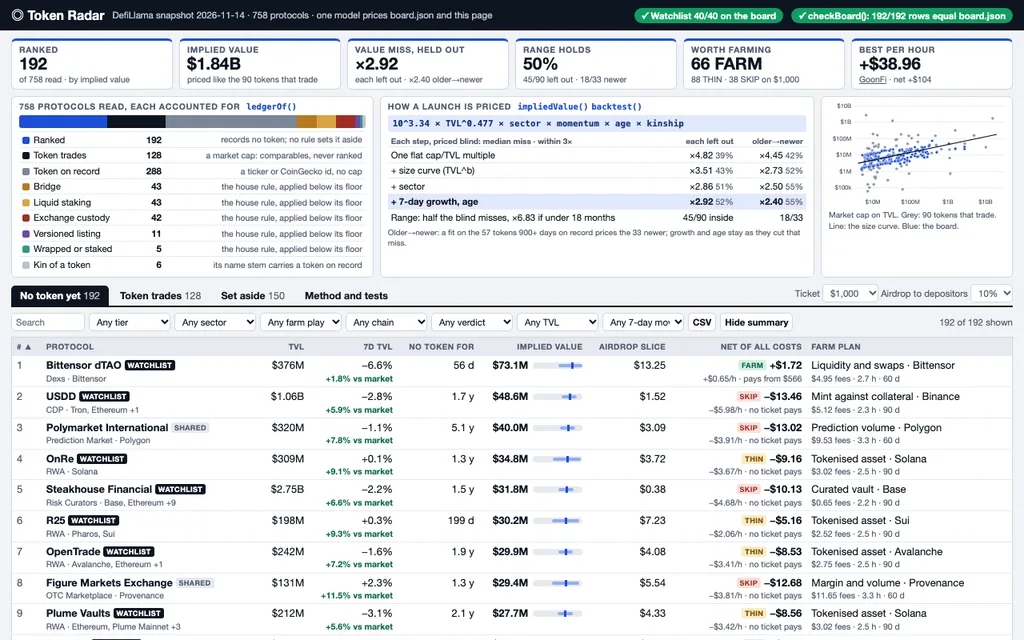 Token Radar DefiLlama snapshot 2026-11-14 · 758 protocols · one model prices board.json and this page
✓ Watchlist 40/40 on the board ✓ checkBoard(): 192/192 rows equal board.json
RANKED
192
of 758 read · by implied value
IMPLIED VALUE
$1.84B
priced like the 90 tokens that trade
VALUE MISS, HELD OUT
×2.92
each left out · ×2.40 older→newer
RANGE HOLDS
50%
45/90 left out · 18/33 newer
WORTH FARMING
66 FARM
88 THIN · 38 SKIP on $1,000
BEST PER HOUR
+$38.96
GoonFi · net +$104
758 PROTOCOLS READ, EACH ACCOUNTED FOR ledgerOf()
Ranked 192 records no token; no rule sets it aside
Token trades 128 a market cap: comparables, never ranked
Token on record 288 a ticker or CoinGecko id, no cap
Bridge 43 the house rule, applied below its floor
Liquid staking 43 the house rule, applied below its floor
Exchange custody 42 the house rule, applied below its floor
Versioned listing 11 the house rule, applied below its floor
Wrapped or staked 5 the house rule, applied below its floor
Kin of a token 6 its name stem carries a token on record
HOW A LAUNCH IS PRICED impliedValue() backtest()
10^3.34 × TVL^0.477 × sector × momentum × age × kinship
Each step, priced blind: median miss · within 3× each left out older→newer
One flat cap/TVL multiple ×4.82 39% ×4.45 42%
+ size curve (TVL^b) ×3.51 43% ×2.73 52%
+ sector ×2.86 51% ×2.50 55%
+ 7-day growth, age ×2.92 52% ×2.40 55%
Range: half the blind misses, ×6.83 if under 18 months 45/90 inside 18/33
Older→newer: a fit on the 57 tokens 900+ days on record prices the 33 newer; growth and age stay as they cut that
miss.
$10B
$1B
$100M
$10M
$1M
$100k
$10M $100M $1B $10B
Market cap on TVL. Grey: 90 tokens that trade.
Line: the size curve. Blue: the board.
No token yet 192 Token trades 128 Set aside 150 Method and tests
Ticket $1,000 Airdrop to depositors 10%
Search Any tier Any sector Any farm play Any chain Any verdict Any TVL Any 7-day mov CSV Hide summary 192 of 192 shown
# ▲ PROTOCOL TVL 7D TVL NO TOKEN FOR IMPLIED VALUE AIRDROP SLICE NET OF ALL COSTS FARM PLAN
1 Bittensor dTAO WATCHLIST $376M −6.6% 56 d $73.1M $13.25 FARM +$1.72 Liquidity and swaps · Bittensor
Dexs · Bittensor +1.8% vs market +$0.65/h · pays from $566 $4.95 fees · 2.7 h · 60 d
2 USDD WATCHLIST $1.06B −2.8% 1.7 y $48.6M $1.52 SKIP −$13.46 Mint against collateral · Binance
CDP · Tron, Ethereum +1 +5.9% vs market −$5.98/h · no ticket pays $5.12 fees · 2.3 h · 90 d
3 Polymarket International SHARED $320M −1.1% 5.1 y $40.0M $3.09 SKIP −$13.02 Prediction volume · Polygon
Prediction Market · Polygon +7.8% vs market −$3.91/h · no ticket pays $9.53 fees · 3.3 h · 60 d
4 OnRe WATCHLIST $309M +0.1% 1.3 y $34.8M $3.72 THIN −$9.16 Tokenised asset · Solana
RWA · Solana +9.1% vs market −$3.67/h · no ticket pays $3.02 fees · 2.5 h · 90 d
5 Steakhouse Financial WATCHLIST $2.75B −2.2% 1.5 y $31.8M $0.38 SKIP −$10.13 Curated vault · Base
Risk Curators · Base, Ethereum +9 +6.6% vs market −$4.68/h · no ticket pays $0.65 fees · 2.2 h · 90 d
6 R25 WATCHLIST $198M +0.3% 199 d $30.2M $7.23 THIN −$5.16 Tokenised asset · Sui
RWA · Pharos, Sui +9.3% vs market −$2.06/h · no ticket pays $2.52 fees · 2.5 h · 90 d
7 OpenTrade WATCHLIST $242M −1.6% 1.9 y $29.9M $4.08 THIN −$8.53 Tokenised asset · Avalanche
RWA · Avalanche, Ethereum +1 +7.2% vs market −$3.41/h · no ticket pays $2.75 fees · 2.5 h · 90 d
8 Figure Markets Exchange SHARED $131M +2.3% 1.3 y $29.4M $5.54 SKIP −$12.68 Margin and volume · Provenance
OTC Marketplace · Provenance +11.5% vs market −$3.81/h · no ticket pays $11.65 fees · 3.3 h · 60 d
9 Plume Vaults WATCHLIST $212M −3.1% 2.1 y $27.7M $4.33 THIN −$8.56 Tokenised asset · Solana
RWA · Ethereum, Plume Mainnet +3 +5.6% vs market −$3.42/h · no ticket pays $3.02 fees · 2.5 h · 90 d